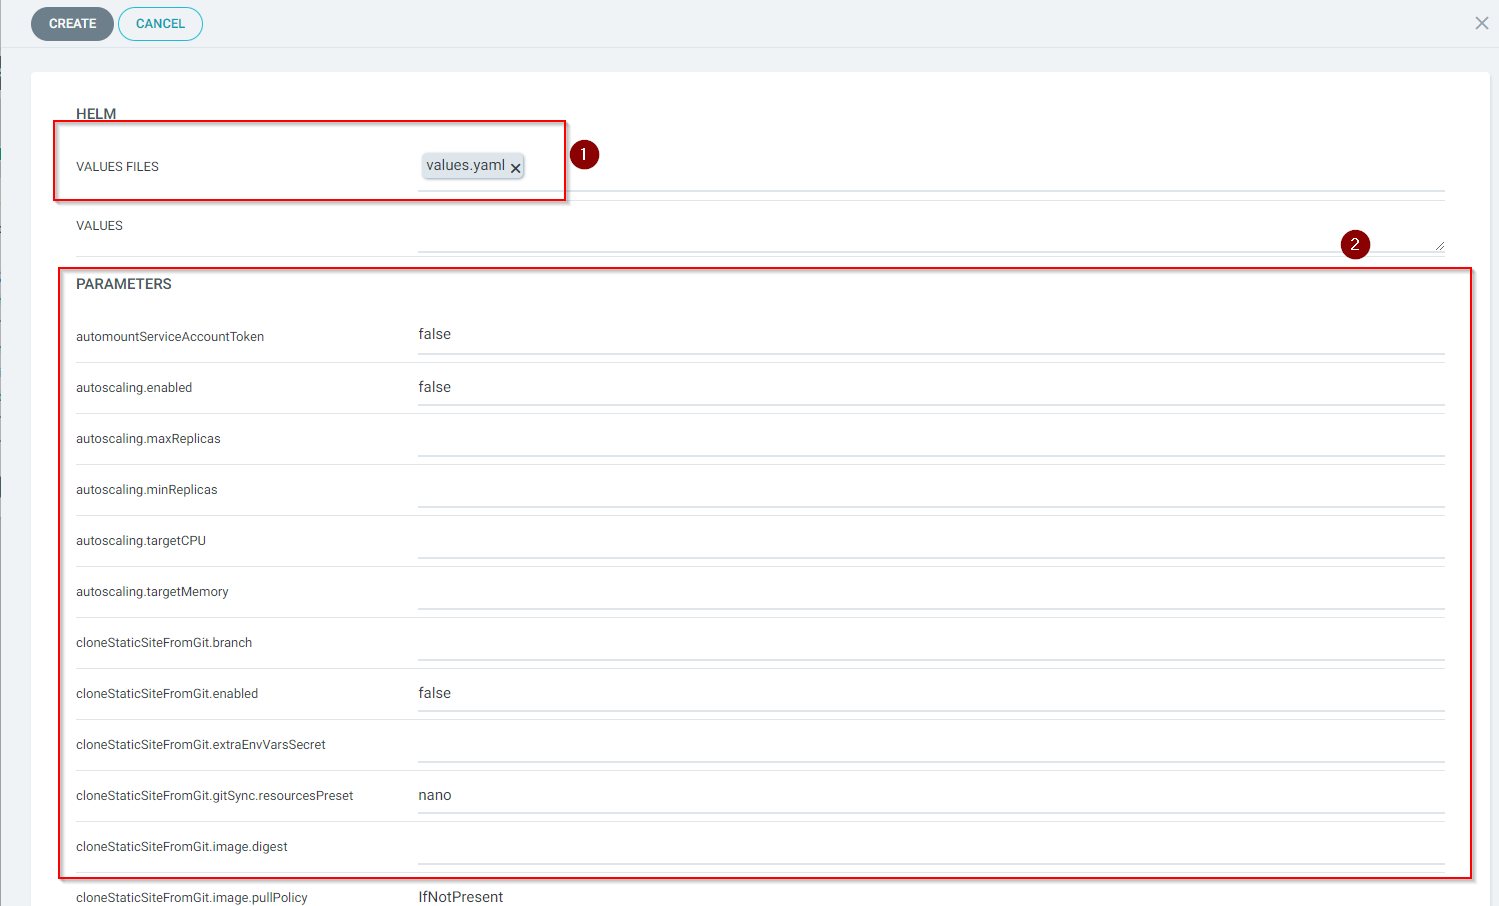 CREATE CANCEL
HELM
VALUES FILES values.yaml 1
VALUES
2
PARAMETERS
automountServiceAccountToken false
autoscaling.enabled false
autoscaling.maxReplicas
autoscaling.minReplicas
autoscaling.targetCPU
autoscaling.targetMemory
cloneStaticSiteFromGit.branch
cloneStaticSiteFromGit.enabled false
cloneStaticSiteFromGit.extraEnvVarsSecret
cloneStaticSiteFromGit.gitSync.resourcesPreset nano
cloneStaticSiteFromGit.image.digest
cloneStaticSiteFromGit.image.pullPolicy IfNotPresent